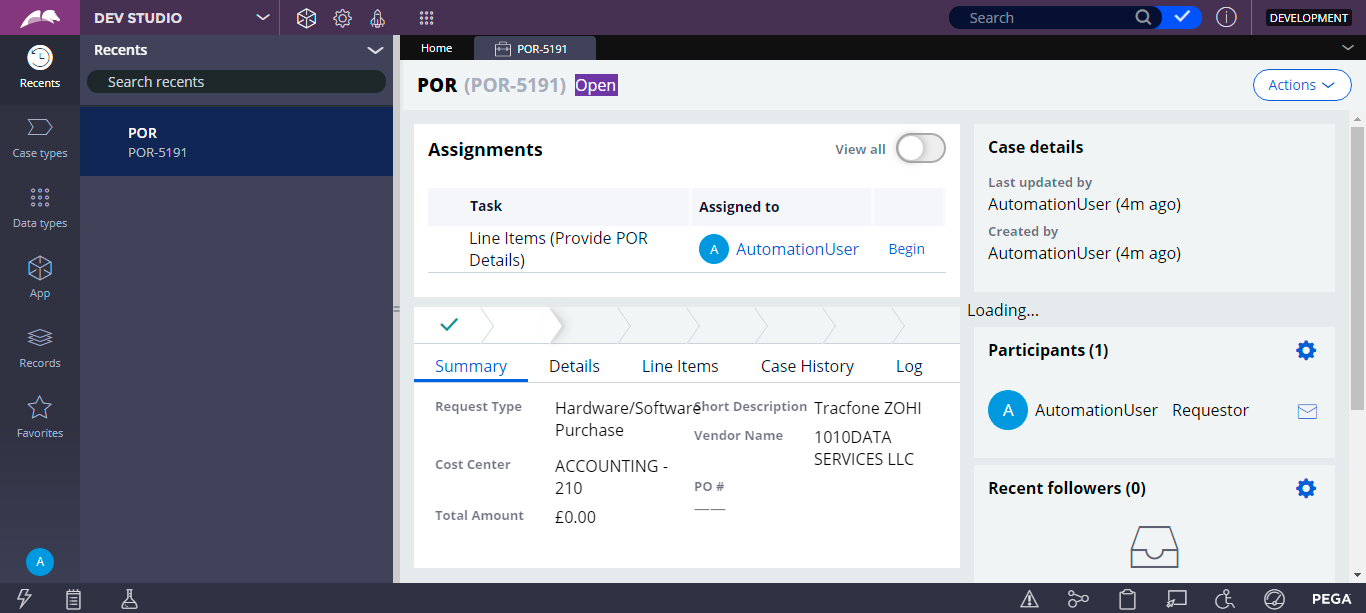 DEV STUDIO
Search
DEVELOPMENT
Recents
Recents
Search recents
POR
POR-5191
Case types
Data types
App
Records
Favorites
A
Home
POR-5191
POR (POR-5191) Open
Actions
Assignments
View all
Task
Assigned to
Line Items (Provide POR
Details)
A
AutomationUser
Begin
Summary
Details
Line Items
Case History
Log
Request Type
Hardware/Software
Purchase
Short Description
Tracfone ZOHI
Vendor Name
1010DATA
SERVICES LLC
Cost Center
ACCOUNTING -
210
PO #
——
Total Amount
£0.00
Case details
Last updated by
AutomationUser (4m ago)
Created by
AutomationUser (4m ago)
Loading...
Participants (1)
A
AutomationUser
Requestor
Recent followers (0)
PEGA